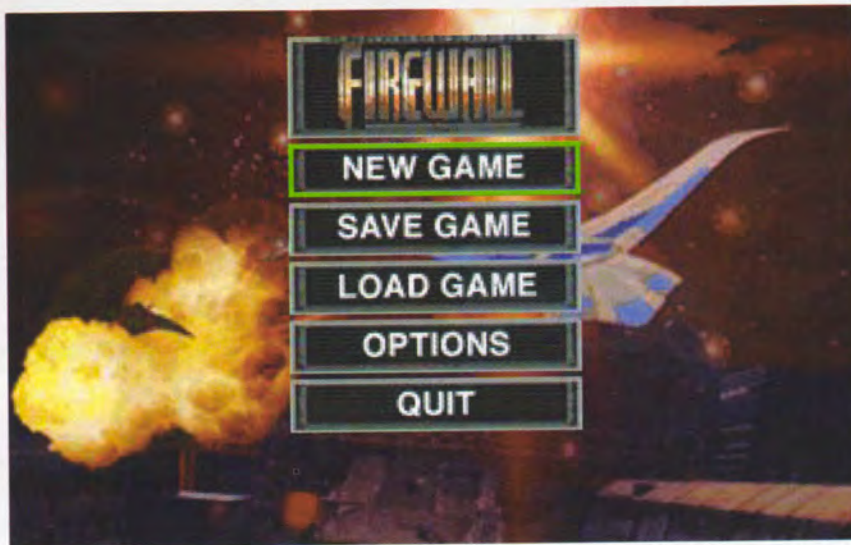 FIREWALL
NEW GAME
SAVE GAME
LOAD GAME
OPTIONS
QUIT